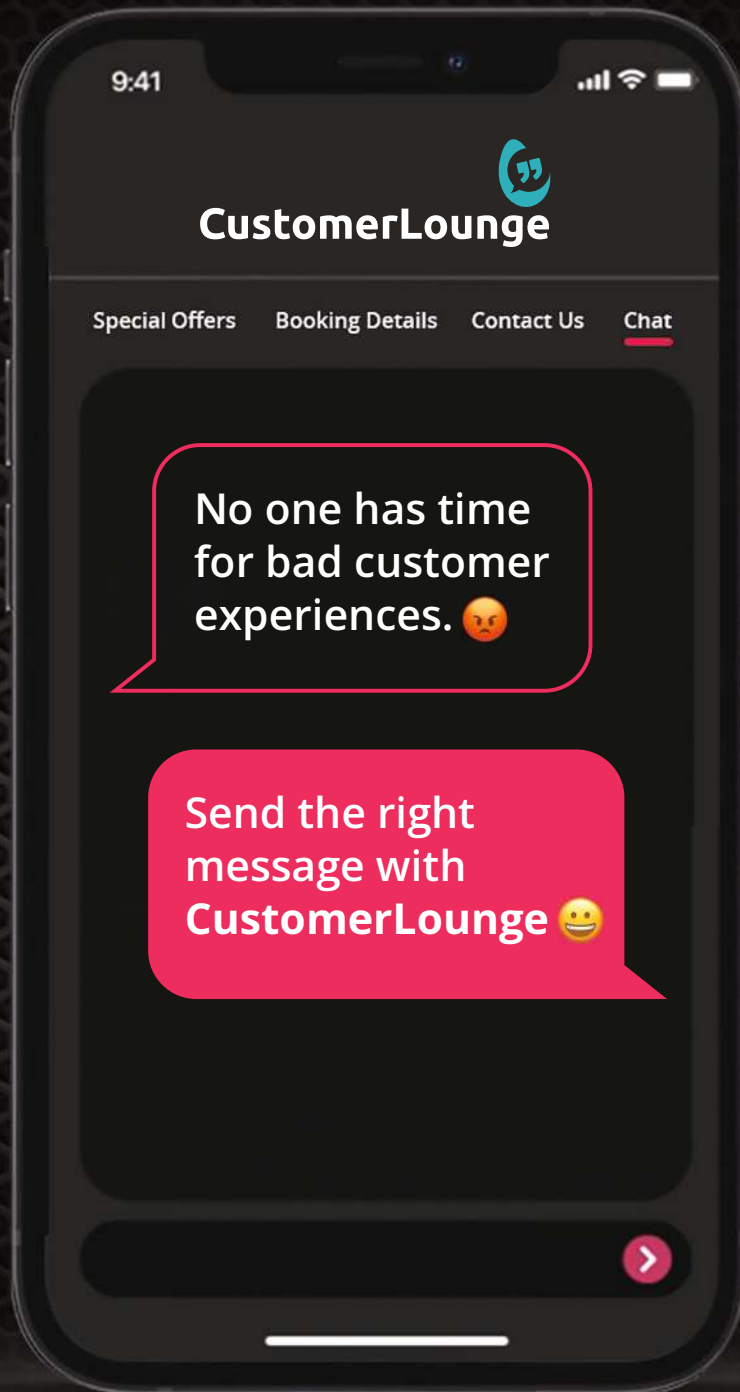 9:41
CustomerLounge
Special Offers Booking Details Contact Us Chat
No one has time
for bad customer
experiences. 😡
Send the right
message with
CustomerLounge 😀